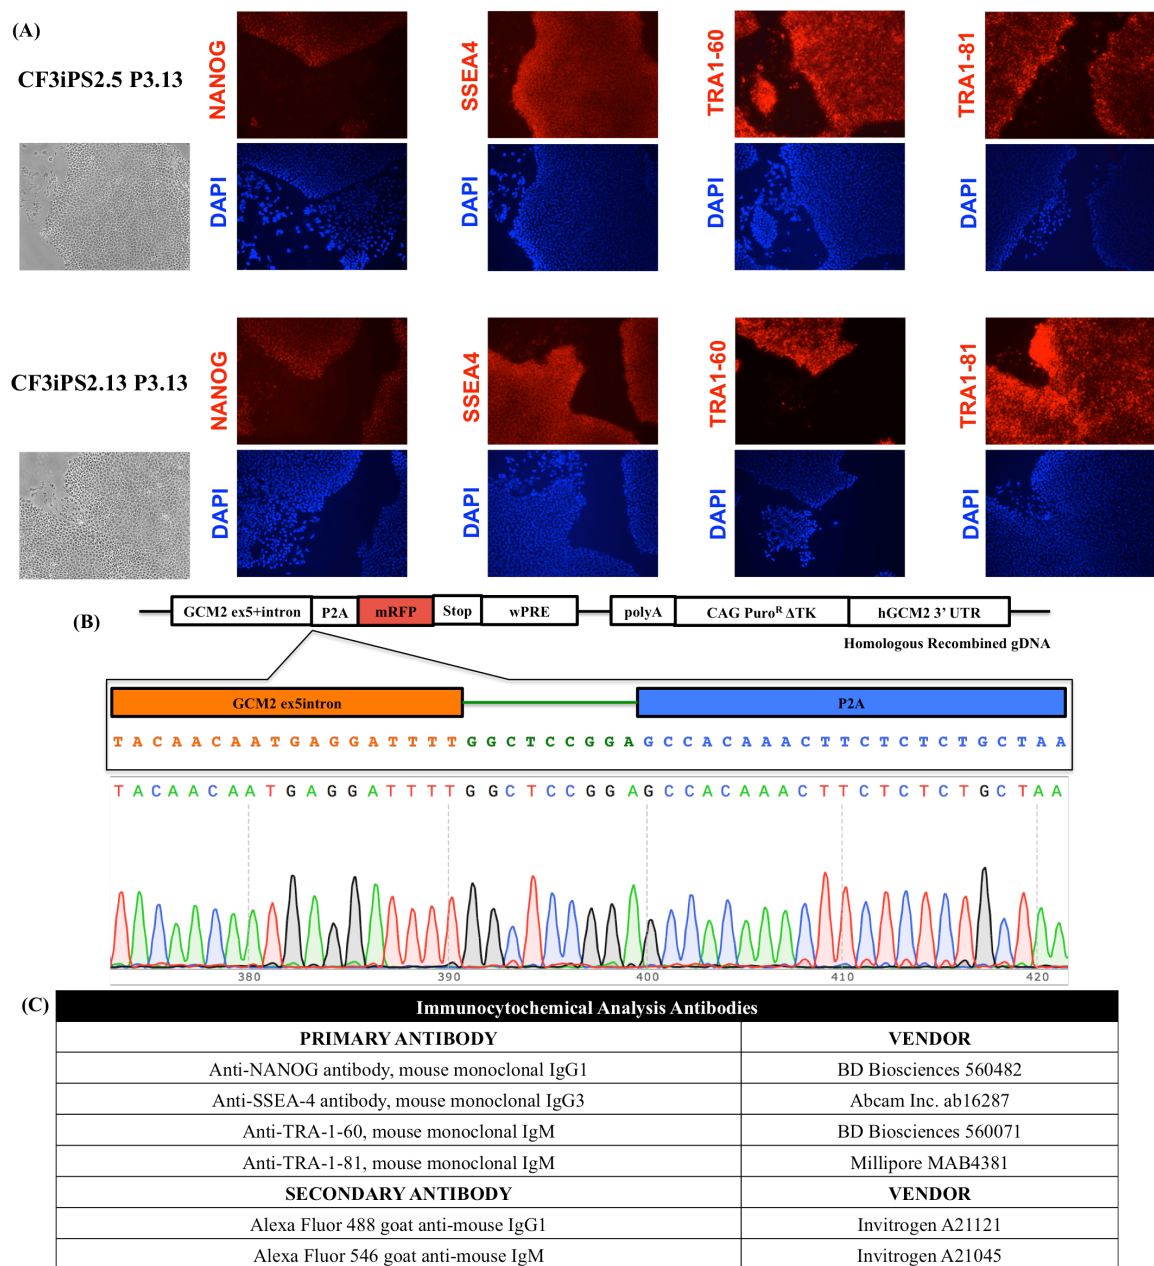 (A)
CF3iPS2.5 P3.13
NANOG
SSEA4
TRA1-60
TRA1-81
DAPI
DAPI
DAPI
DAPI
CF3iPS2.13 P3.13
NANOG
SSEA4
TRA1-60
TRA1-81
DAPI
DAPI
DAPI
DAPI
(B)
GCM2 ex5+intron P2A mRFP Stop wPRE polyA CAG Puroᴿ ΔTK hGCM2 3' UTR
Homologous Recombined gDNA
GCM2 ex5intron P2A
TACAACAATGAGGATTTTGGCTCCGGAGCCACAAACTTCTCTCTGCTAA
TACAACAATGAGGATTTTGGCTCCGGAGCCACAAACTTCTCTCTGCTAA
380 390 400 410 420
(C)
Immunocytochemical Analysis Antibodies
PRIMARY ANTIBODY VENDOR
Anti-NANOG antibody, mouse monoclonal IgG1 BD Biosciences 560482
Anti-SSEA-4 antibody, mouse monoclonal IgG3 Abcam Inc. ab16287
Anti-TRA-1-60, mouse monoclonal IgM BD Biosciences 560071
Anti-TRA-1-81, mouse monoclonal IgM Millipore MAB4381
SECONDARY ANTIBODY VENDOR
Alexa Fluor 488 goat anti-mouse IgG1 Invitrogen A21121
Alexa Fluor 546 goat anti-mouse IgM Invitrogen A21045